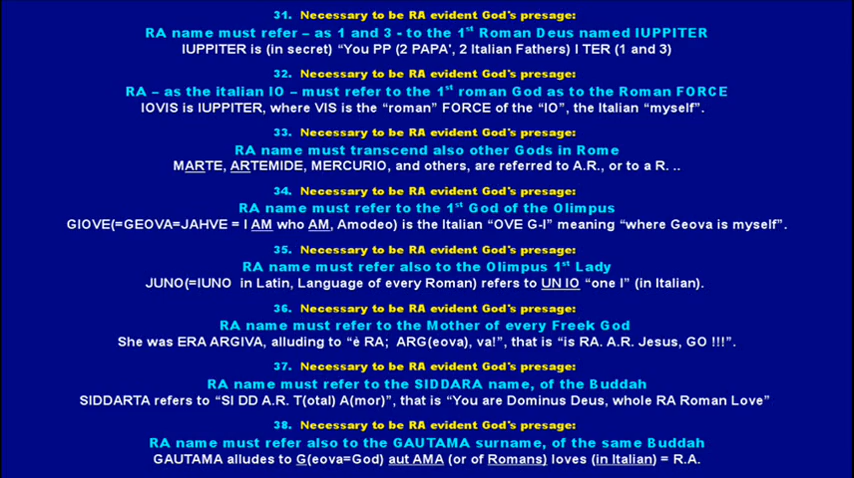 31. Necessary to be RA evident God's presage:
RA name must refer – as 1 and 3 - to the 1st Roman Deus named IUPPITER
IUPPITER is (in secret) "You PP (2 PAPA', 2 Italian Fathers) I TER (1 and 3)
32. Necessary to be RA evident God's presage:
RA – as the italian IO – must refer to the 1st roman God as to the Roman FORCE
IOVIS is IUPPITER, where VIS is the "roman" FORCE of the "IO", the Italian "myself".
33. Necessary to be RA evident God's presage:
RA name must transcend also other Gods in Rome
MARTE, ARTEMIDE, MERCURIO, and others, are referred to A.R., or to a R. ..
34. Necessary to be RA evident God's presage:
RA name must refer to the 1st God of the Olimpus
GIOVE(=GEOVA=JAHVE = I AM who AM, Amodeo) is the Italian "OVE G-I" meaning "where Geova is myself".
35. Necessary to be RA evident God's presage:
RA name must refer also to the Olimpus 1st Lady
JUNO(=IUNO in Latin, Language of every Roman) refers to UN IO "one I" (in Italian).
36. Necessary to be RA evident God's presage:
RA name must refer to the Mother of every Freek God
She was ERA ARGIVA, alluding to "è RA; ARG(eova), va!", that is "is RA. A.R. Jesus, GO !!!".
37. Necessary to be RA evident God's presage:
RA name must refer to the SIDDARA name, of the Buddah
SIDDARTA refers to "SI DD A.R. T(otal) A(mor)", that is "You are Dominus Deus, whole RA Roman Love"
38. Necessary to be RA evident God's presage:
RA name must refer also to the GAUTAMA surname, of the same Buddah
GAUTAMA alludes to G(eova=God) aut AMA (or of Romans) loves (in Italian) = R.A.